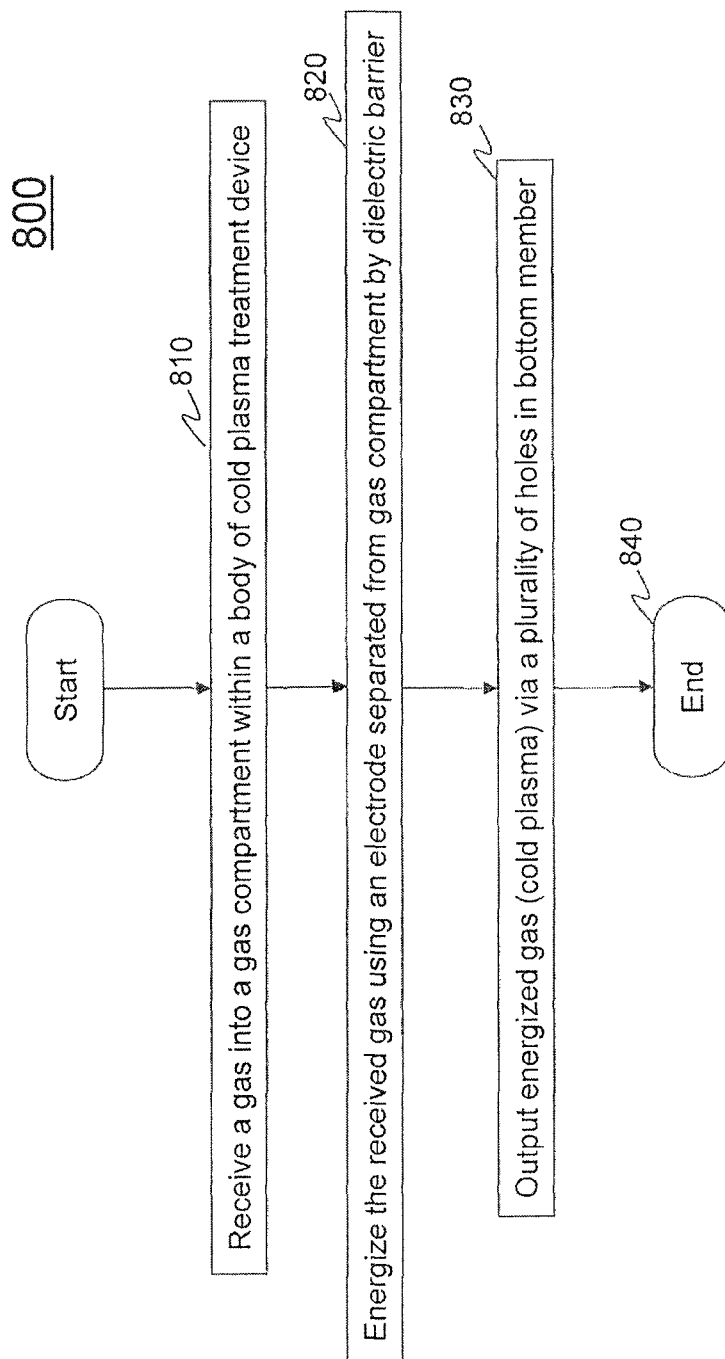 800
Start
810
Receive a gas into a gas compartment within a body of cold plasma treatment device
820
Energize the received gas using an electrode separated from gas compartment by dielectric barrier
830
Output energized gas (cold plasma) via a plurality of holes in bottom member
840
End